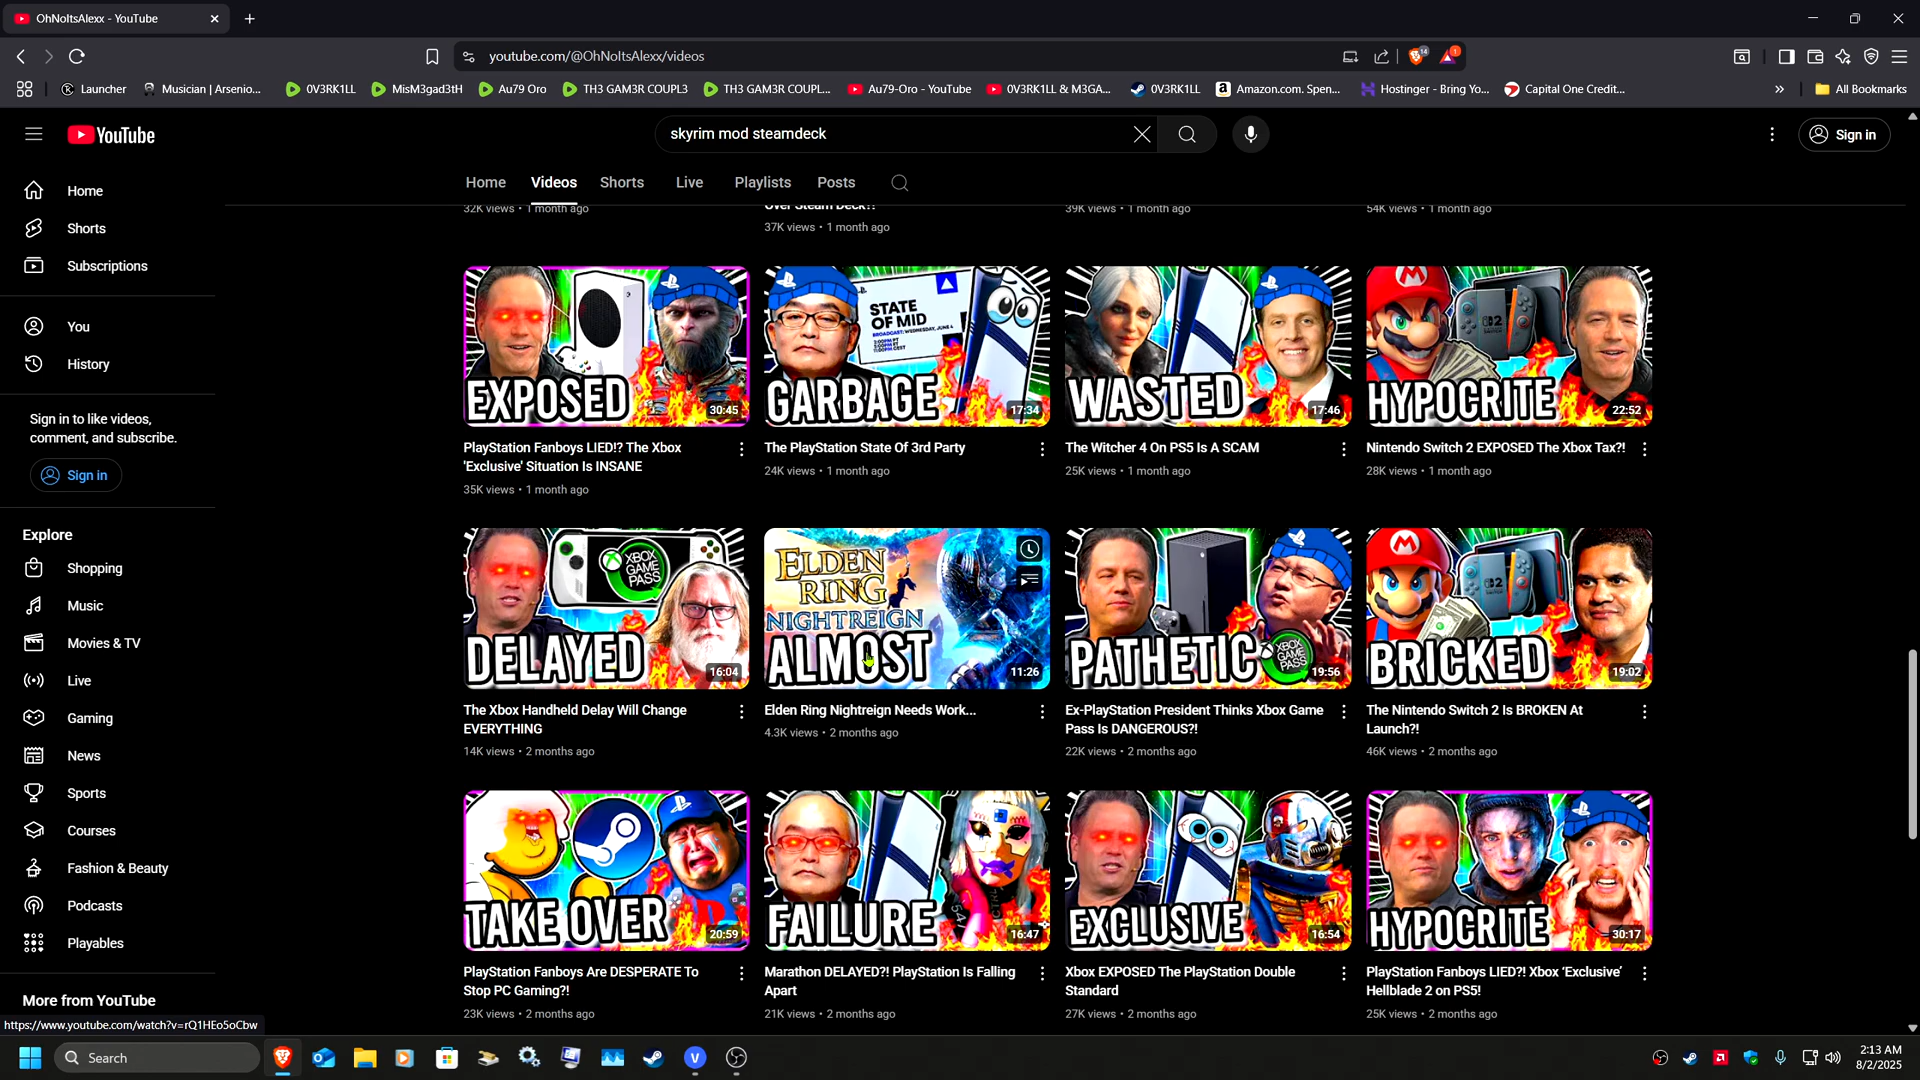 OhNoItsAlexx - YouTube
youtube.com/@OhNoItsAlexx/videos
14
1
Launcher
Musician | Arsenio...
0V3RK1LL
MisM3gad3tH
Au79 Oro
TH3 GAM3R COUPL3
TH3 GAM3R COUPL...
Au79-Oro - YouTube
0V3RK1LL & M3GA...
0V3RK1LL
Amazon.com. Spen...
Hostinger - Bring Yo...
Capital One Credit...
All Bookmarks
YouTube
skyrim mod steamdeck
Sign in
Home
Videos
Shorts
Live
Playlists
Posts
Home
Shorts
Subscriptions
You
History
Sign in to like videos,
comment, and subscribe.
Sign in
Explore
Shopping
Music
Movies & TV
Live
Gaming
News
Sports
Courses
Fashion & Beauty
Podcasts
Playables
More from YouTube
32K views • 1 month ago
Over Steam Deck?!
37K views • 1 month ago
39K views • 1 month ago
54K views • 1 month ago
EXPOSED
30:45
PlayStation Fanboys LIED!? The Xbox
'Exclusive' Situation Is INSANE
35K views • 1 month ago
STATE
OF MID
BROADCAST: WEDNESDAY, JUNE 4
GARBAGE
17:34
The PlayStation State Of 3rd Party
24K views • 1 month ago
WASTED
17:46
The Witcher 4 On PS5 Is A SCAM
25K views • 1 month ago
HYPOCRITE
22:52
Nintendo Switch 2 EXPOSED The Xbox Tax?!
28K views • 1 month ago
XBOX
GAME
PASS
DELAYED
16:04
The Xbox Handheld Delay Will Change
EVERYTHING
14K views • 2 months ago
ELDEN
RING
NIGHTREIGN
ALMOST
11:26
Elden Ring Nightreign Needs Work...
4.3K views • 2 months ago
XBOX
GAME
PASS
PATHETIC
19:56
Ex-PlayStation President Thinks Xbox Game
Pass Is DANGEROUS?!
22K views • 2 months ago
BRICKED
19:02
The Nintendo Switch 2 Is BROKEN At
Launch?!
46K views • 2 months ago
TAKE OVER
20:59
PlayStation Fanboys Are DESPERATE To
Stop PC Gaming?!
23K views • 2 months ago
FAILURE
16:47
Marathon DELAYED?! PlayStation Is Falling
Apart
21K views • 2 months ago
EXCLUSIVE
16:54
Xbox EXPOSED The PlayStation Double
Standard
27K views • 2 months ago
HYPOCRITE
30:17
PlayStation Fanboys LIED?! Xbox 'Exclusive'
Hellblade 2 on PS5!
25K views • 2 months ago
https://www.youtube.com/watch?v=rQ1HEo5oCbw
Search
2:13 AM
8/2/2025